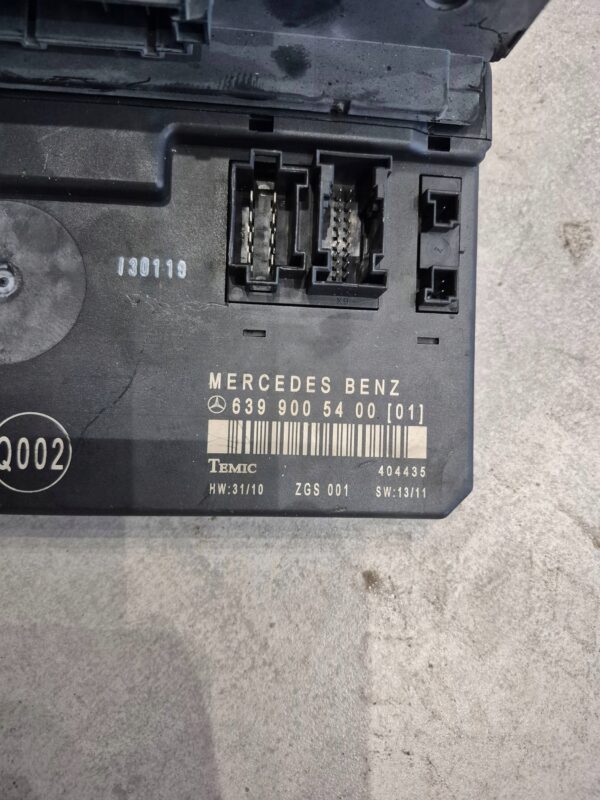 130119
MERCEDES BENZ
639 900 54 00 [01]
Q002
TEMIC 404435
HW:31/10 ZGS 001 SW:13/11